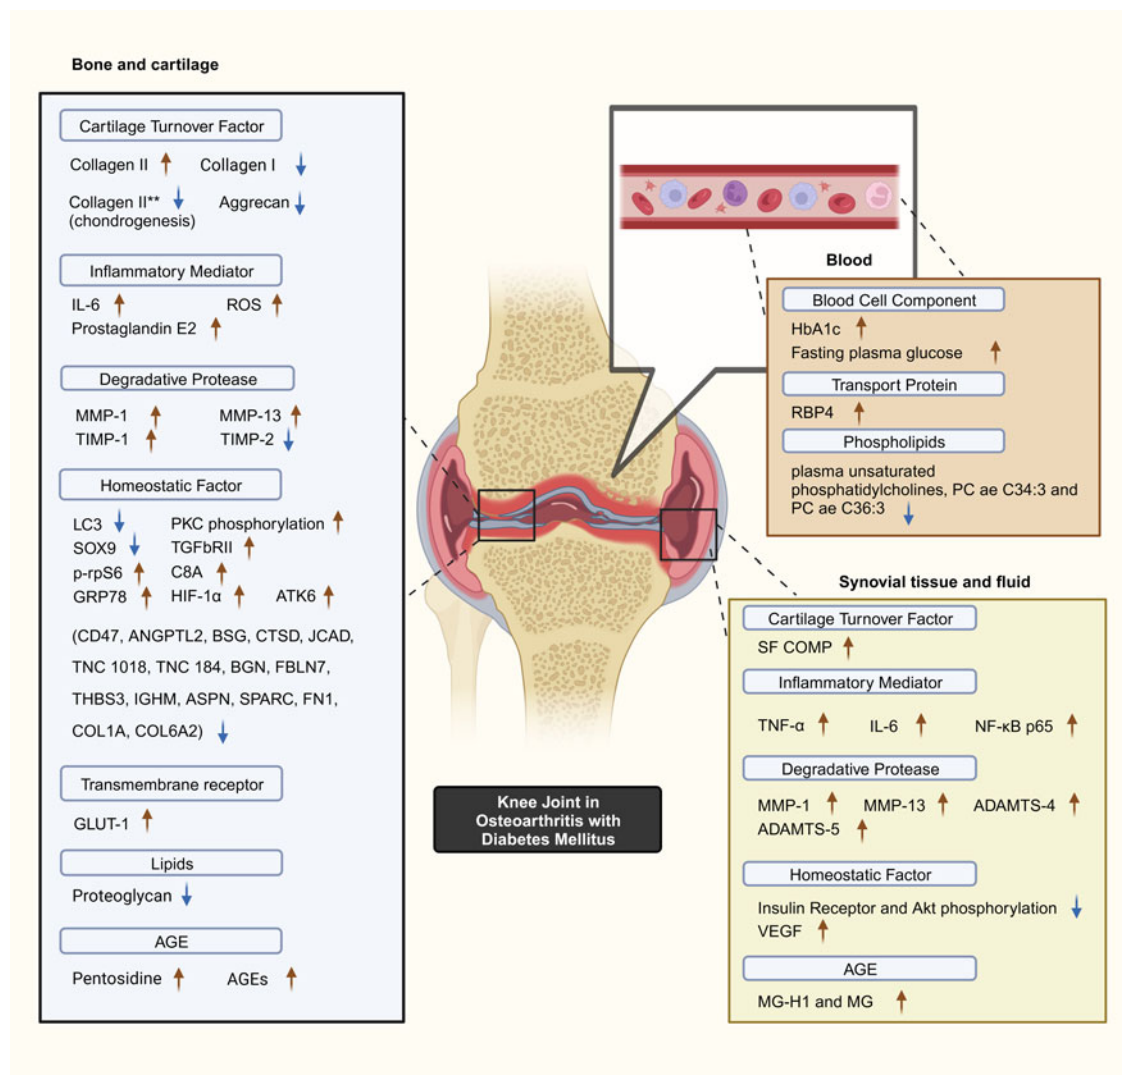 Bone and cartilage
Cartilage Turnover Factor
Collagen II ↑ Collagen I ↓
Collagen II** ↓ Aggrecan ↓
(chondrogenesis)
Inflammatory Mediator
IL-6 ↑ ROS ↑
Prostaglandin E2 ↑
Degradative Protease
MMP-1 ↑ MMP-13 ↑
TIMP-1 ↑ TIMP-2 ↓
Homeostatic Factor
LC3 ↓ PKC phosphorylation ↑
SOX9 ↓ TGFbRII ↑
p-rpS6 ↑ C8A ↑
GRP78 ↑ HIF-1α ↑ ATK6 ↑
(CD47, ANGPTL2, BSG, CTSD, JCAD,
TNC 1018, TNC 184, BGN, FBLN7,
THBS3, IGHM, ASPN, SPARC, FN1,
COL1A, COL6A2) ↓
Transmembrane receptor
GLUT-1 ↑
Lipids
Proteoglycan ↓
AGE
Pentosidine ↑ AGEs ↑
Knee Joint in
Osteoarthritis with
Diabetes Mellitus
Blood
Blood Cell Component
HbA1c ↑
Fasting plasma glucose ↑
Transport Protein
RBP4 ↑
Phospholipids
plasma unsaturated
phosphatidylcholines, PC ae C34:3 and
PC ae C36:3 ↓
Synovial tissue and fluid
Cartilage Turnover Factor
SF COMP ↑
Inflammatory Mediator
TNF-α ↑ IL-6 ↑ NF-κB p65 ↑
Degradative Protease
MMP-1 ↑ MMP-13 ↑ ADAMTS-4 ↑
ADAMTS-5 ↑
Homeostatic Factor
Insulin Receptor and Akt phosphorylation ↓
VEGF ↑
AGE
MG-H1 and MG ↑